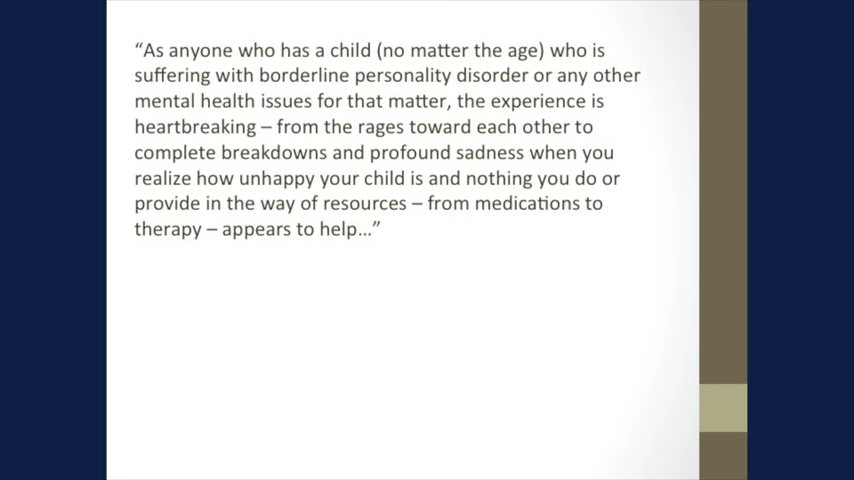 “As anyone who has a child (no matter the age) who is
suffering with borderline personality disorder or any other
mental health issues for that matter, the experience is
heartbreaking – from the rages toward each other to
complete breakdowns and profound sadness when you
realize how unhappy your child is and nothing you do or
provide in the way of resources – from medications to
therapy – appears to help…”